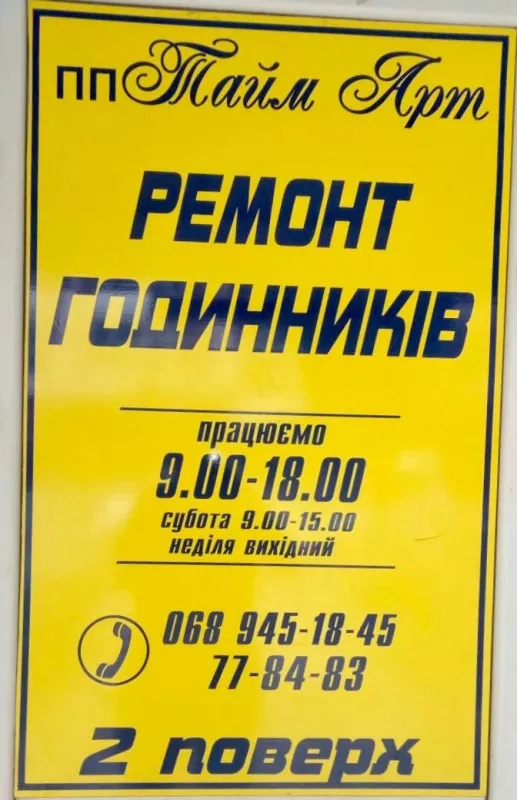 ПП Тайм Арт
РЕМОНТ
ГОДИННИКІВ
працюємо
9.00-18.00
субота 9.00-15.00
неділя вихідний
068 945-18-45
77-84-83
2 поверх